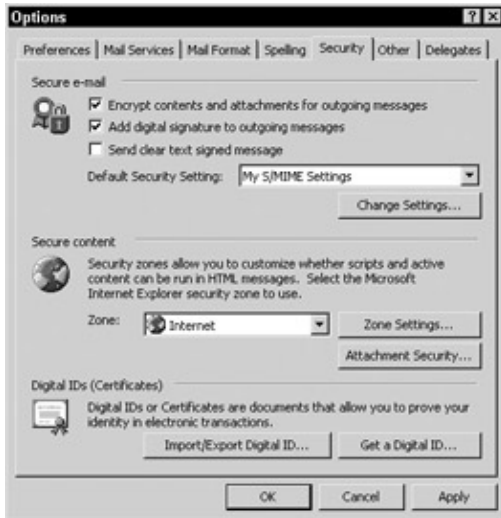 Options
Preferences Mail Services Mail Format Spelling Security Other Delegates
Secure e-mail
Encrypt contents and attachments for outgoing messages
Add digital signature to outgoing messages
Send clear text signed message
Default Security Setting: My S/MIME Settings
Change Settings...
Secure content
Security zones allow you to customize whether scripts and active
content can be run in HTML messages. Select the Microsoft
Internet Explorer security zone to use.
Zone: Internet Zone Settings...
Attachment Security...
Digital IDs (Certificates)
Digital IDs or Certificates are documents that allow you to prove your
identity in electronic transactions.
Import/Export Digital ID... Get a Digital ID...
OK Cancel Apply